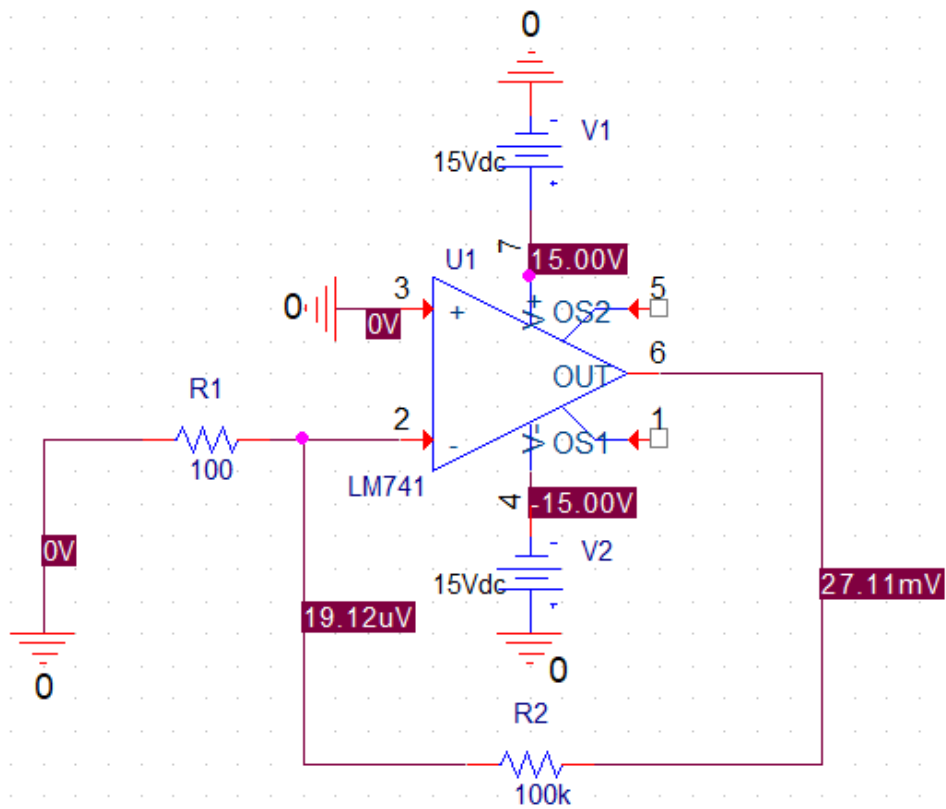 0
V1
-
15Vdc
+
7
U1
15.00V
3
5
0
+
V+
OS2
0V
6
OUT
R1
2
1
-
V-
OS1
100
LM741
4
-15.00V
0V
-
V2
15Vdc
27.11mV
+
19.12uV
0
0
R2
100k